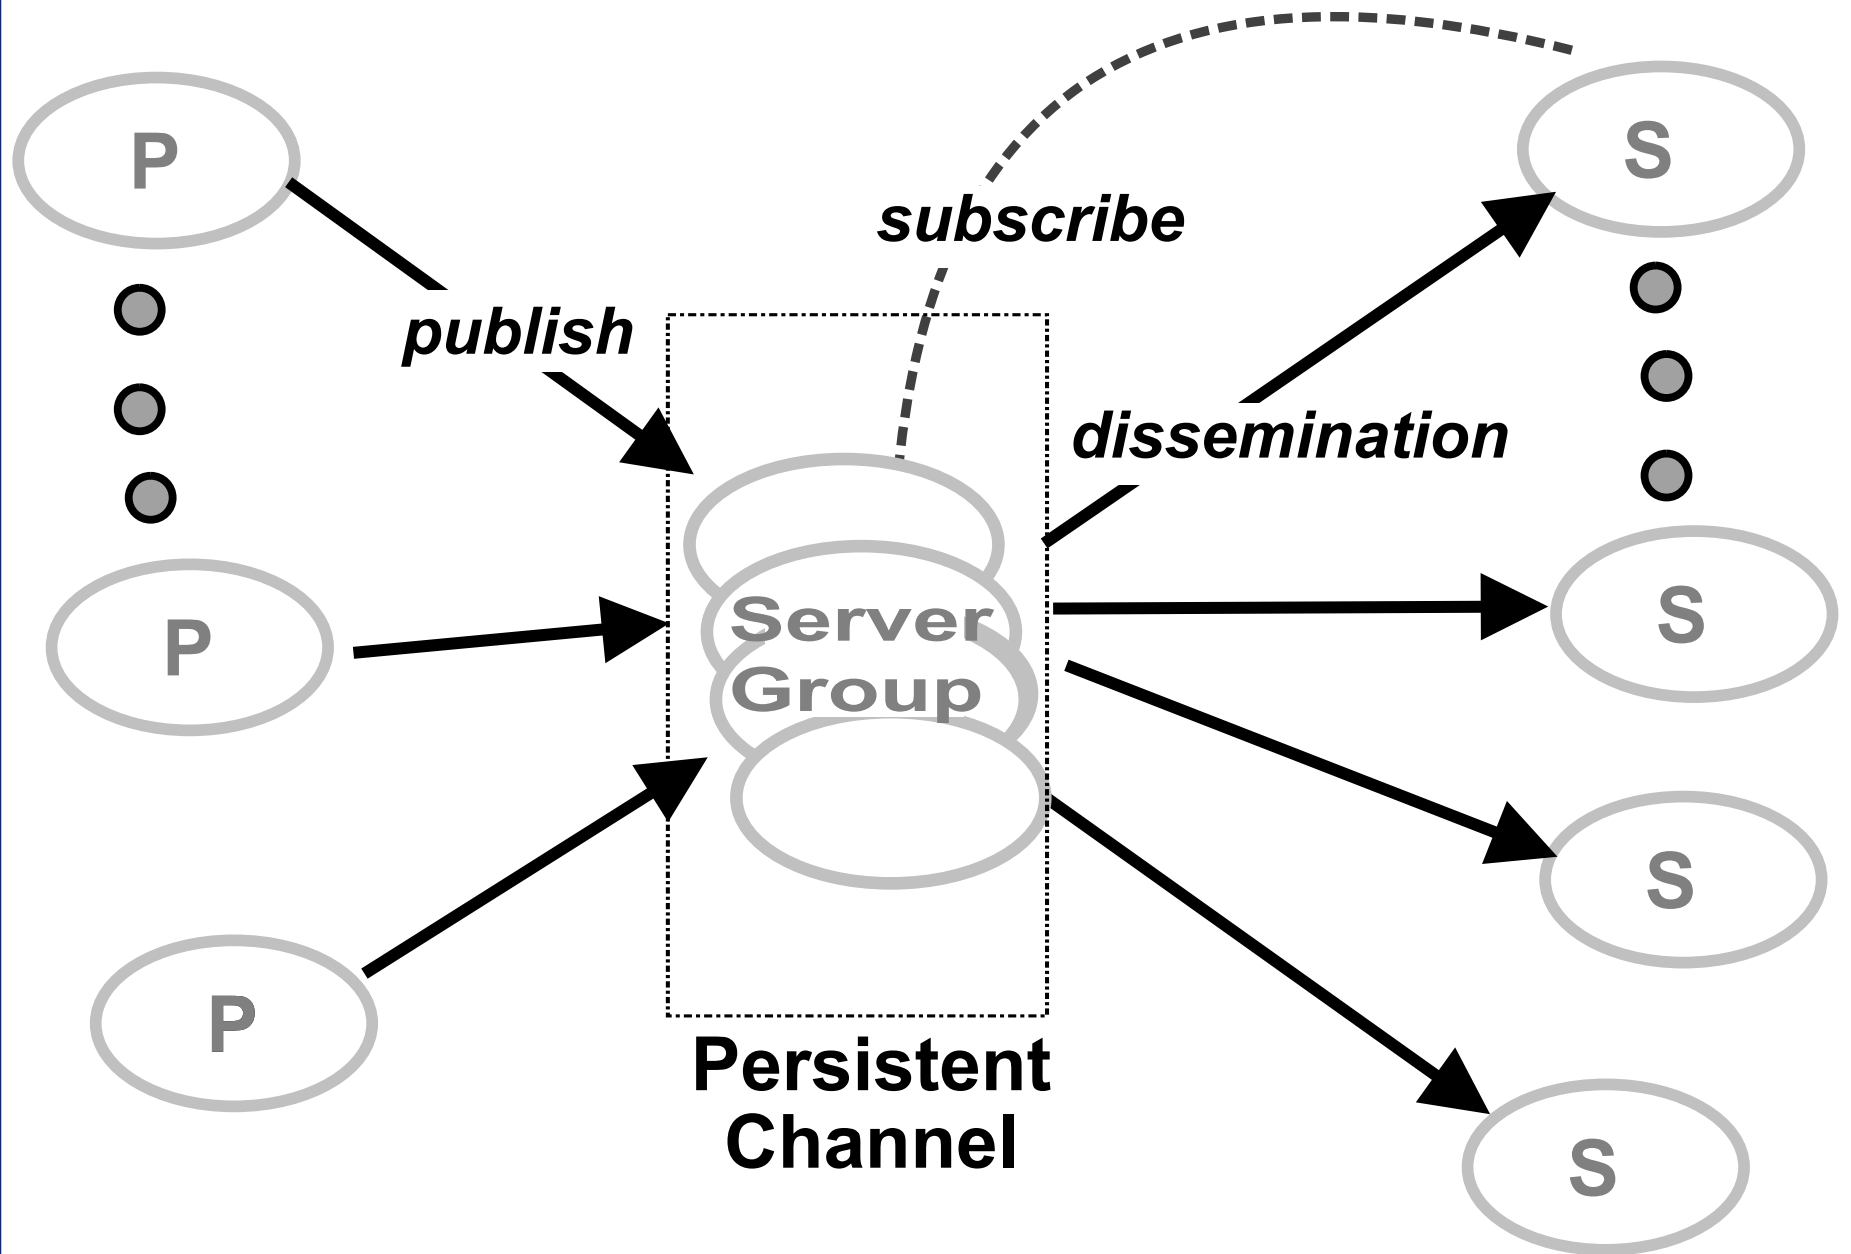 P
S
subscribe
publish
dissemination
Server
Group
S
P
S
P
Persistent
Channel
S